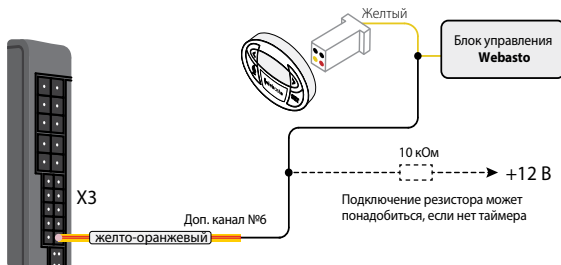 Желтый
Блок управления
Webasto
10 кОм
+12 В
X3
Подключение резистора может
понадобиться, если нет таймера
Доп. канал №6
желто-оранжевый